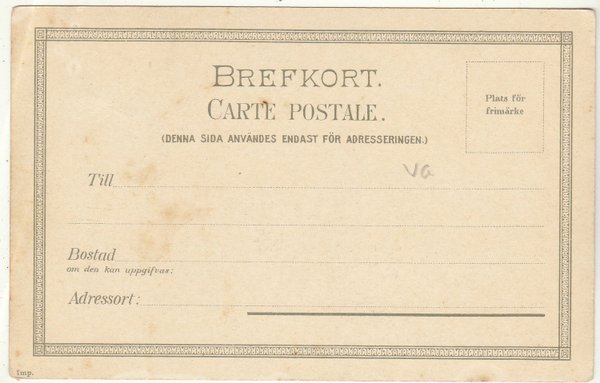 BREFKORT.
CARTE POSTALE.
(DENNA SIDA ANVÄNDES ENDAST FÖR ADRESSERINGEN.)
Plats för
frimärke
va
Till
Bostad
om den kan uppgifvas:
Adressort:
Imp.